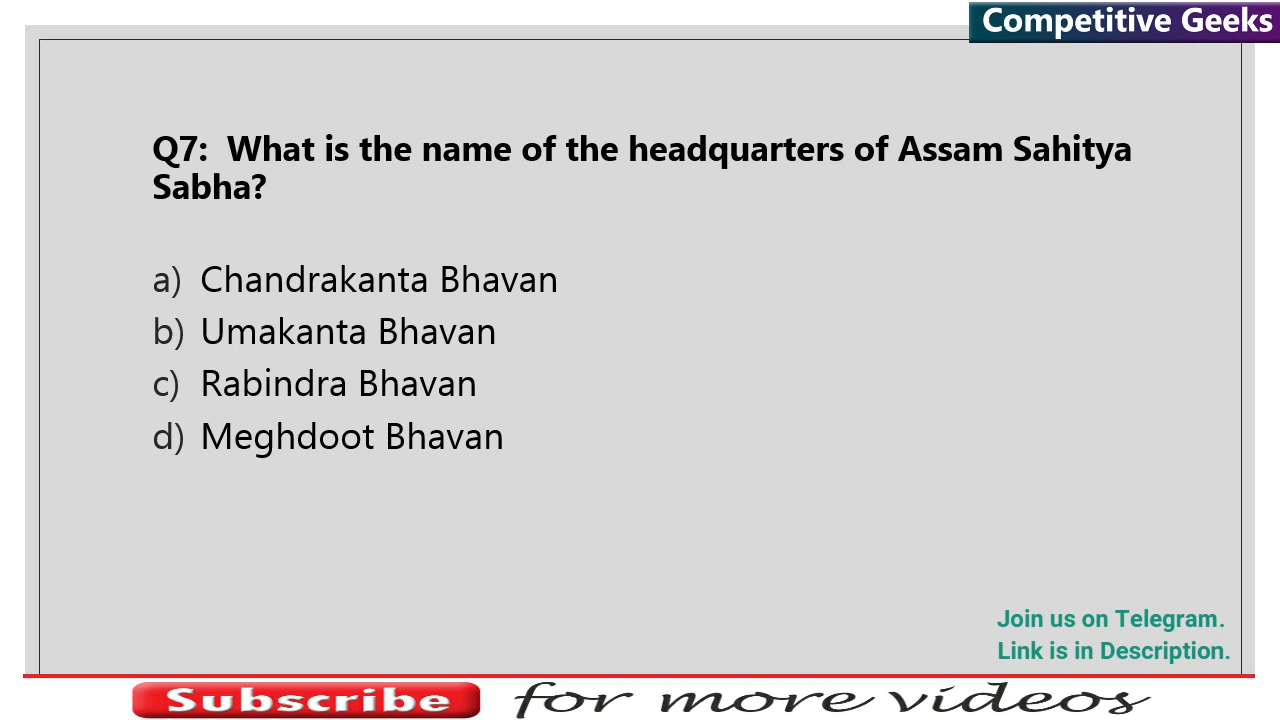 Competitive Geeks
Q7: What is the name of the headquarters of Assam Sahitya
Sabha?
a) Chandrakanta Bhavan
b) Umakanta Bhavan
c) Rabindra Bhavan
d) Meghdoot Bhavan
Join us on Telegram.
Link is in Description.
Subscribe for more videos